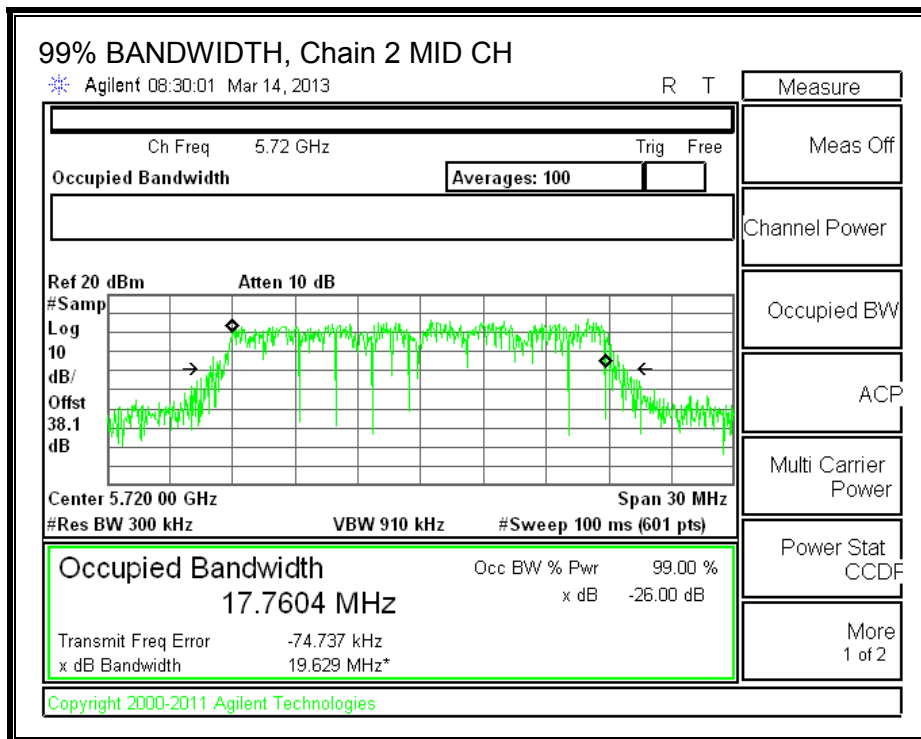 99% BANDWIDTH, Chain 2 MID CH
Agilent 08:30:01 Mar 14, 2013 R T
Measure
Ch Freq 5.72 GHz Trig Free
Meas Off
Occupied Bandwidth Averages: 100
Channel Power
Ref 20 dBm Atten 10 dB
#Samp
Log
10
dB/
Offst
38.1
dB
Occupied BW
ACP
Multi Carrier
Power
Center 5.720 00 GHz Span 30 MHz
#Res BW 300 kHz VBW 910 kHz #Sweep 100 ms (601 pts)
Occupied Bandwidth Occ BW % Pwr 99.00 %
17.7604 MHz x dB -26.00 dB
Transmit Freq Error -74.737 kHz
x dB Bandwidth 19.629 MHz*
Power Stat
CCDF
More
1 of 2
Copyright 2000-2011 Agilent Technologies